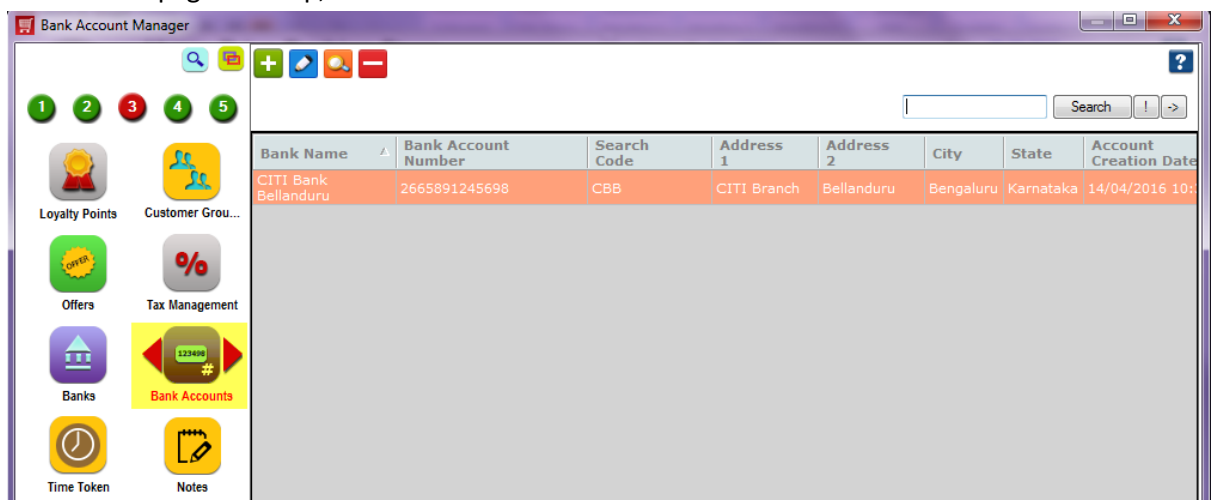 Bank Account Manager
?
1 2 3 4 5
Search ! ->
Bank Name
Bank Account
Number
Search
Code
Address
1
Address
2
City
State
Account
Creation Date
CITI Bank
Bellanduru
2665891245698
CBB
CITI Branch
Bellanduru
Bengaluru
Karnataka
14/04/2016 10:
Loyalty Points
Customer Grou...
OFFER
Offers
%
Tax Management
Banks
123498
#
Bank Accounts
Time Token
Notes